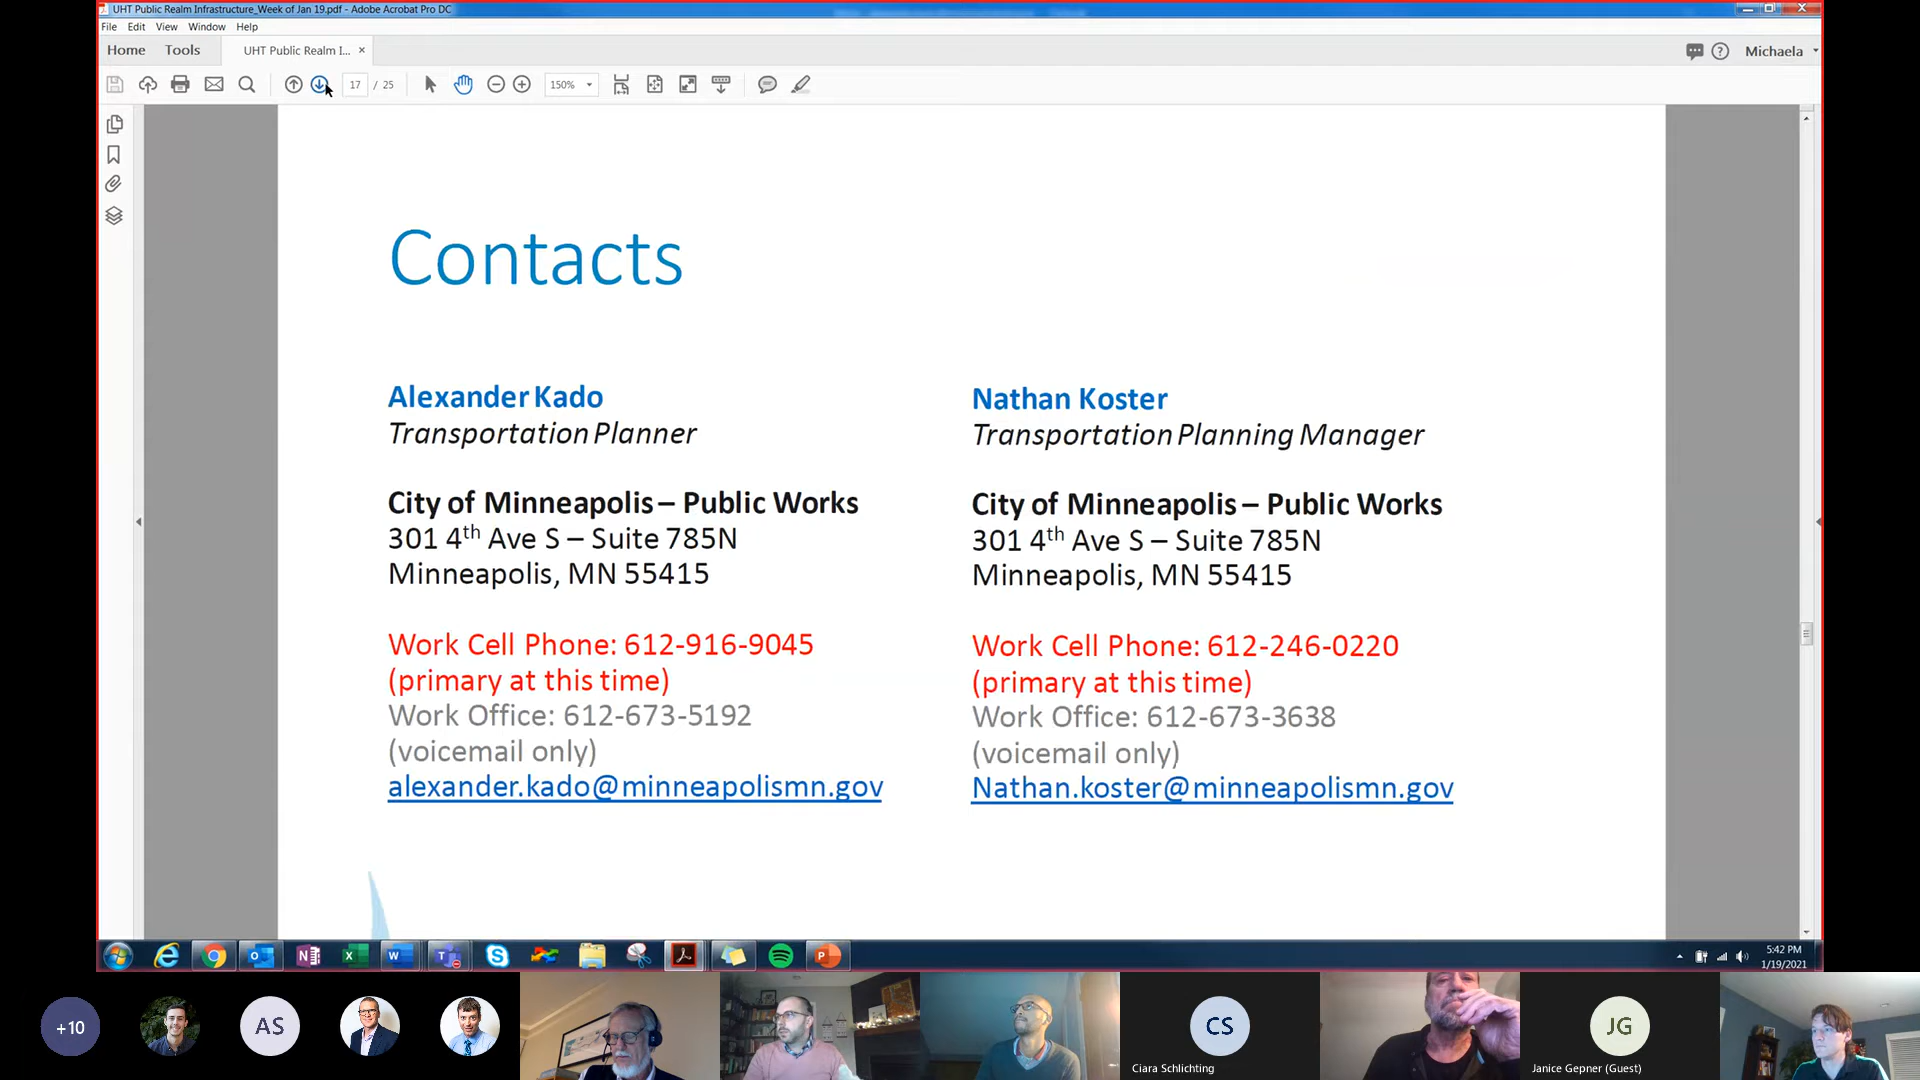 UHT Public Realm Infrastructure_Week of Jan 19.pdf - Adobe Acrobat Pro DC
File Edit View Window Help
Home Tools UHT Public Realm I... × Michaela
17 / 25 150%
Contacts
Alexander Kado
Transportation Planner
City of Minneapolis – Public Works
301 4th Ave S – Suite 785N
Minneapolis, MN 55415
Work Cell Phone: 612-916-9045
(primary at this time)
Work Office: 612-673-5192
(voicemail only)
alexander.kado@minneapolismn.gov
Nathan Koster
Transportation Planning Manager
City of Minneapolis – Public Works
301 4th Ave S – Suite 785N
Minneapolis, MN 55415
Work Cell Phone: 612-246-0220
(primary at this time)
Work Office: 612-673-3638
(voicemail only)
Nathan.koster@minneapolismn.gov
5:42 PM
1/19/2021
+10
AS
CS
Ciara Schlichting
JG
Janice Gepner (Guest)